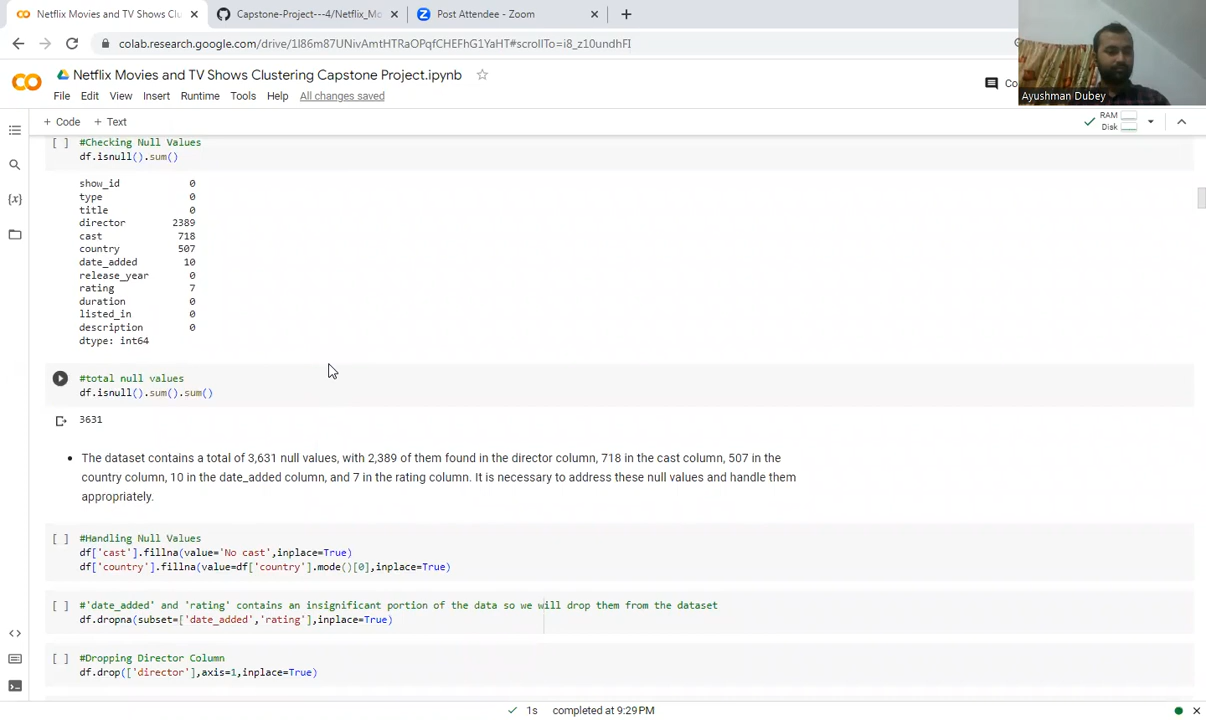 Netflix Movies and TV Shows Clu
Capstone-Project---4/Netflix_Mo
Post Attendee - Zoom
colab.research.google.com/drive/1I86m87UNivAmtHTRaOPqfCHEFhG1YaHT#scrollTo=i8_z10undhFI
Netflix Movies and TV Shows Clustering Capstone Project.ipynb
Co
Ayushman Dubey
File Edit View Insert Runtime Tools Help All changes saved
+ Code + Text
RAM
Disk
[ ] #Checking Null Values
df.isnull().sum()
show_id 0
type 0
title 0
director 2389
cast 718
country 507
date_added 10
release_year 0
rating 7
duration 0
listed_in 0
description 0
dtype: int64
#total null values
df.isnull().sum().sum()
3631
• The dataset contains a total of 3,631 null values, with 2,389 of them found in the director column, 718 in the cast column, 507 in the
country column, 10 in the date_added column, and 7 in the rating column. It is necessary to address these null values and handle them
appropriately.
[ ] #Handling Null Values
df['cast'].fillna(value='No cast',inplace=True)
df['country'].fillna(value=df['country'].mode()[0],inplace=True)
[ ] #'date_added' and 'rating' contains an insignificant portion of the data so we will drop them from the dataset
df.dropna(subset=['date_added','rating'],inplace=True)
[ ] #Dropping Director Column
df.drop(['director'],axis=1,inplace=True)
1s completed at 9:29PM